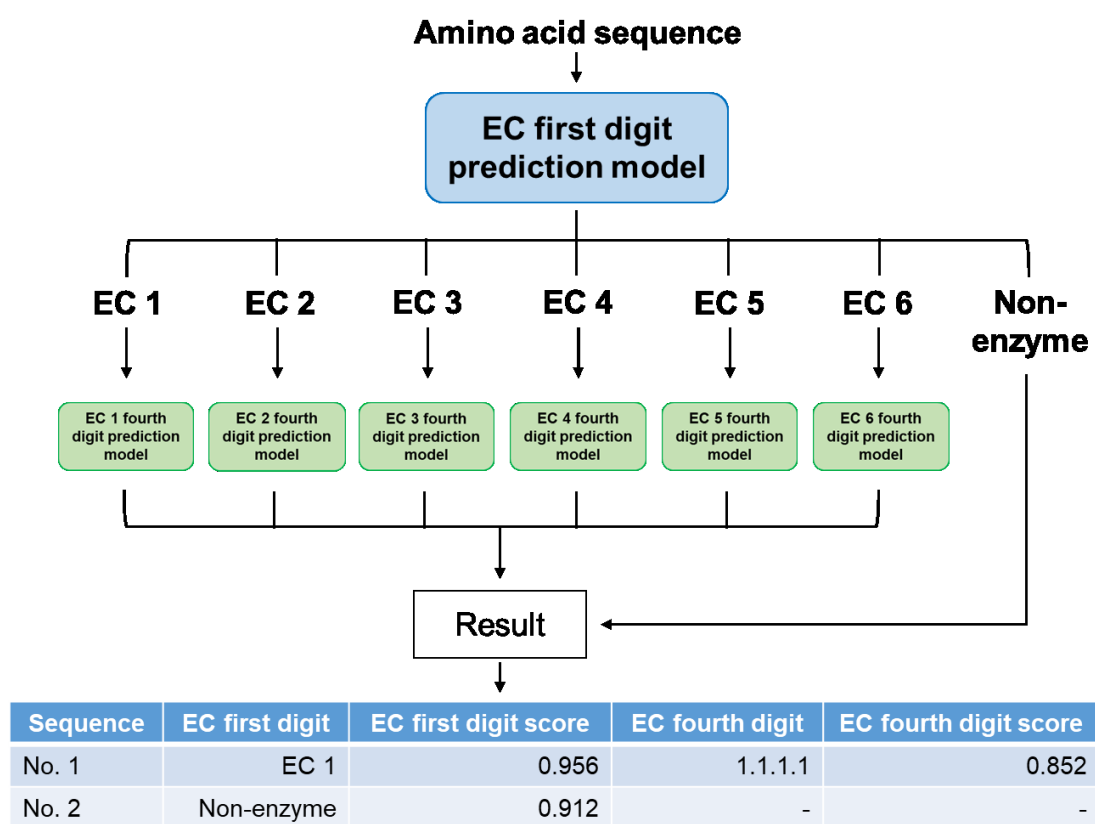 Amino acid sequence
EC first digit
prediction model
EC 1 EC 2 EC 3 EC 4 EC 5 EC 6 Non-
enzyme
EC 1 fourth
digit prediction
model
EC 2 fourth
digit prediction
model
EC 3 fourth
digit prediction
model
EC 4 fourth
digit prediction
model
EC 5 fourth
digit prediction
model
EC 6 fourth
digit prediction
model
Result
Sequence EC first digit EC first digit score EC fourth digit EC fourth digit score
No. 1 EC 1 0.956 1.1.1.1 0.852
No. 2 Non-enzyme 0.912 - -